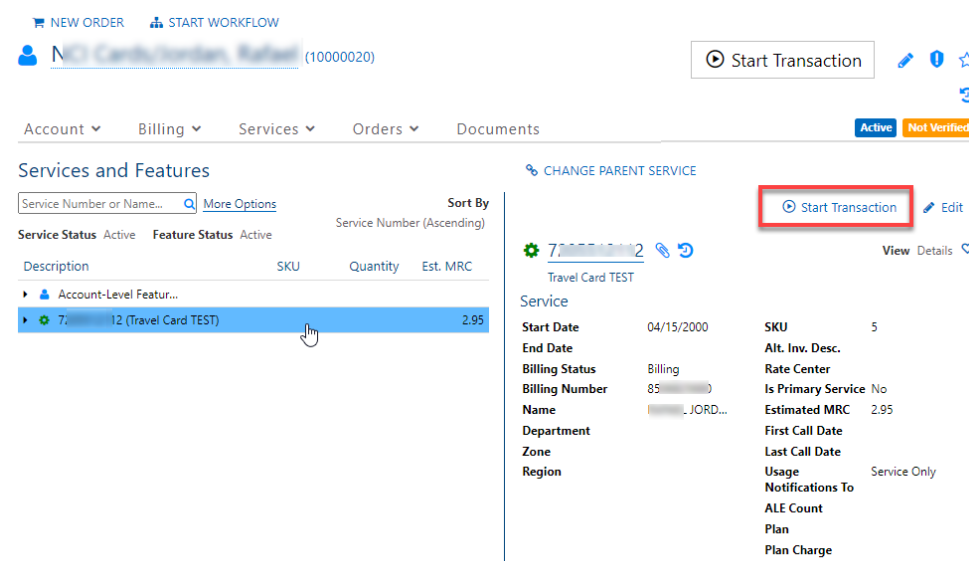 NEW ORDER START WORKFLOW
(10000020)
Start Transaction
Account Billing Services Orders Documents
Active Not Verified
Services and Features
Service Number or Name... More Options
Sort By
Service Number (Ascending)
Service Status Active Feature Status Active
Description SKU Quantity Est. MRC
Account-Level Featur...
12 (Travel Card TEST) 2.95
CHANGE PARENT SERVICE
Start Transaction Edit
View Details
Travel Card TEST
Service
Start Date 04/15/2000 SKU 5
End Date Alt. Inv. Desc.
Billing Status Billing Rate Center
Billing Number Is Primary Service No
Name JORD... Estimated MRC 2.95
Department First Call Date
Zone Last Call Date
Region Usage Service Only
Notifications To
ALE Count
Plan
Plan Charge